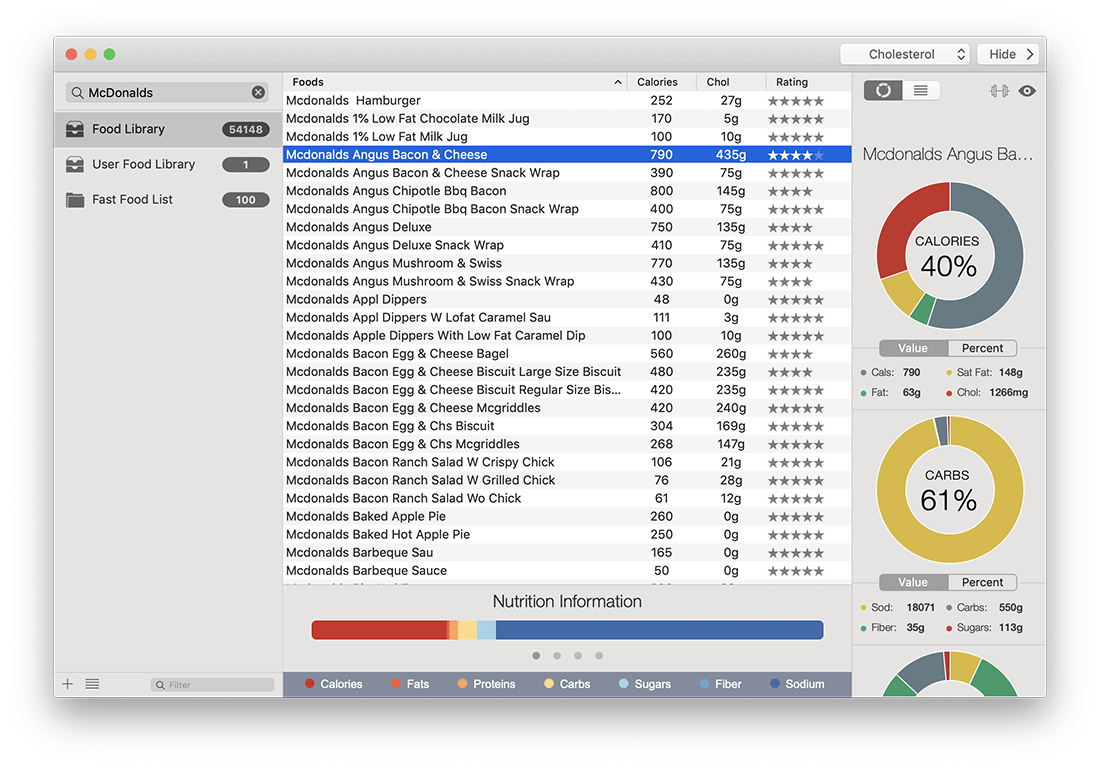 Cholesterol
Hide
McDonalds
Food Library 54148
User Food Library 1
Fast Food List 100
Filter
Foods Calories Chol Rating
Mcdonalds  Hamburger 252 27g ★★★★★
Mcdonalds 1% Low Fat Chocolate Milk Jug 170 5g ★★★★★
Mcdonalds 1% Low Fat Milk Jug 100 10g ★★★★★
Mcdonalds Angus Bacon & Cheese 790 435g ★★★★★
Mcdonalds Angus Bacon & Cheese Snack Wrap 390 75g ★★★★★
Mcdonalds Angus Chipotle Bbq Bacon 800 145g ★★★★
Mcdonalds Angus Chipotle Bbq Bacon Snack Wrap 400 75g ★★★★★
Mcdonalds Angus Deluxe 750 135g ★★★★
Mcdonalds Angus Deluxe Snack Wrap 410 75g ★★★★★
Mcdonalds Angus Mushroom & Swiss 770 135g ★★★★
Mcdonalds Angus Mushroom & Swiss Snack Wrap 430 75g ★★★★
Mcdonalds Appl Dippers 48 0g ★★★★★
Mcdonalds Appl Dippers W Lofat Caramel Sau 111 3g ★★★★★
Mcdonalds Apple Dippers With Low Fat Caramel Dip 100 10g ★★★★★
Mcdonalds Bacon Egg & Cheese Bagel 560 260g ★★★★
Mcdonalds Bacon Egg & Cheese Biscuit Large Size Biscuit 480 235g ★★★★
Mcdonalds Bacon Egg & Cheese Biscuit Regular Size Bis... 420 235g ★★★★★
Mcdonalds Bacon Egg & Cheese Mcgriddles 420 240g ★★★★★
Mcdonalds Bacon Egg & Chs Biscuit 304 169g ★★★★★
Mcdonalds Bacon Egg & Chs Mcgriddles 268 147g ★★★★★
Mcdonalds Bacon Ranch Salad W Crispy Chick 106 21g ★★★★★
Mcdonalds Bacon Ranch Salad W Grilled Chick 76 28g ★★★★★
Mcdonalds Bacon Ranch Salad Wo Chick 61 12g ★★★★★
Mcdonalds Baked Apple Pie 260 0g ★★★★★
Mcdonalds Baked Hot Apple Pie 250 0g ★★★★★
Mcdonalds Barbeque Sau 165 0g ★★★★★
Mcdonalds Barbeque Sauce 50 0g ★★★★★
Nutrition Information
Calories Fats Proteins Carbs Sugars Fiber Sodium
Mcdonalds Angus Ba...
CALORIES
40%
Value Percent
Cals: 790 Sat Fat: 148g
Fat: 63g Chol: 1266mg
CARBS
61%
Value Percent
Sod: 18071 Carbs: 550g
Fiber: 35g Sugars: 113g